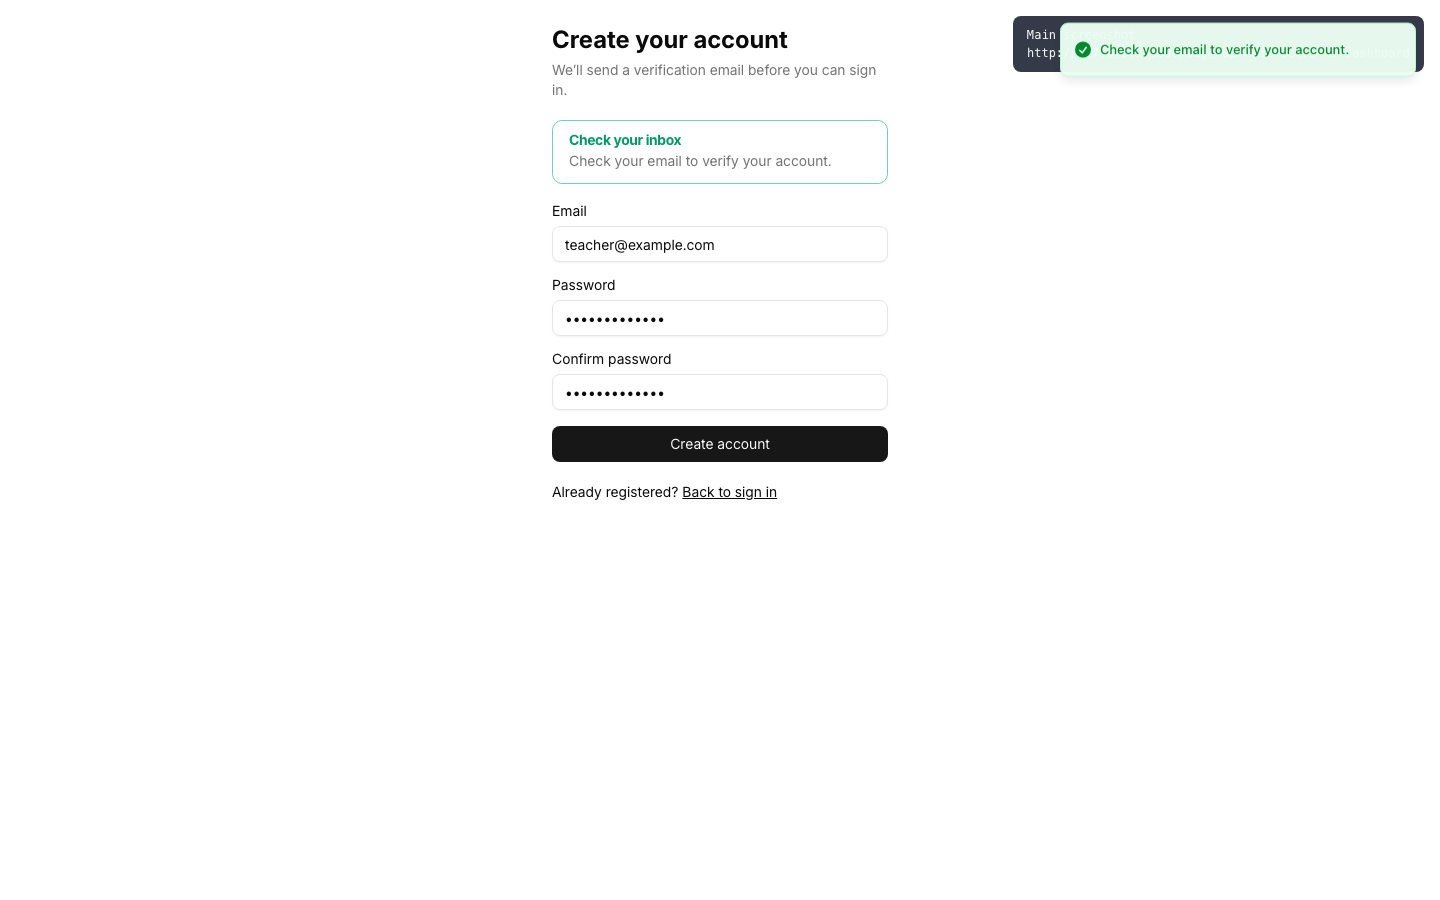 Create your account
We'll send a verification email before you can sign
in.
Check your inbox
Check your email to verify your account.
Email
teacher@example.com
Password
•••••••••••••
Confirm password
•••••••••••••
Create account
Already registered? Back to sign in
Main
http:
Check your email to verify your account.